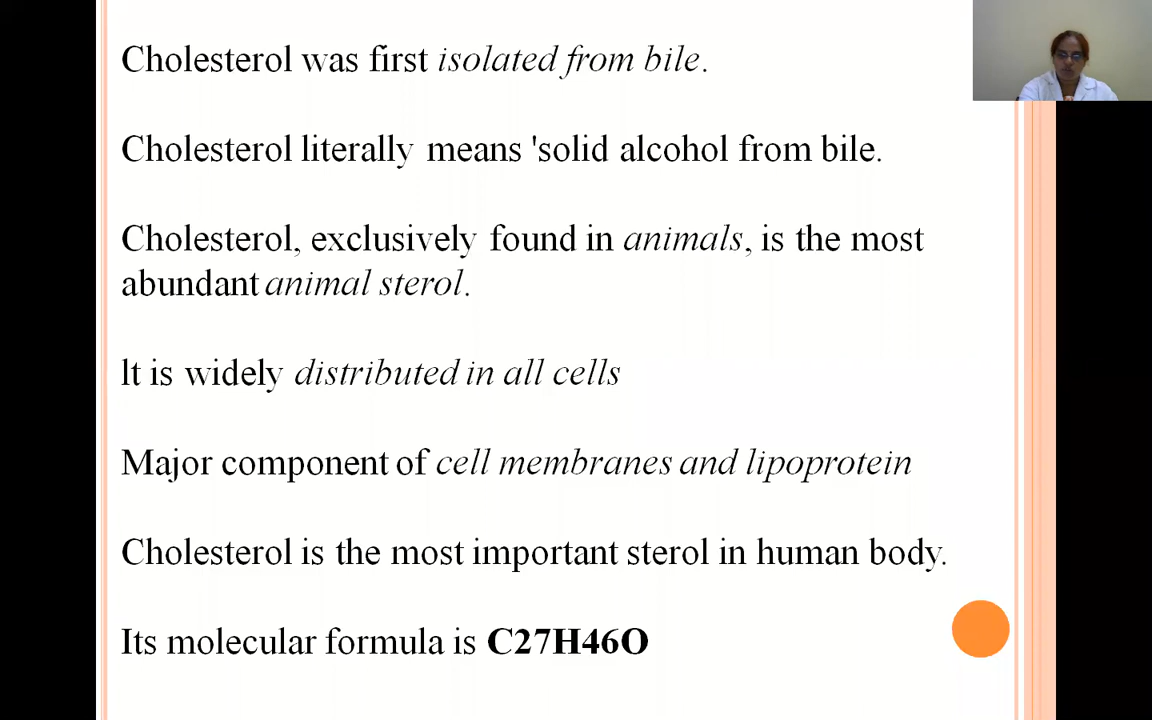 Cholesterol was first isolated from bile.
Cholesterol literally means 'solid alcohol from bile.
Cholesterol, exclusively found in animals, is the most
abundant animal sterol.
lt is widely distributed in all cells
Major component of cell membranes and lipoprotein
Cholesterol is the most important sterol in human body.
Its molecular formula is C27H46O